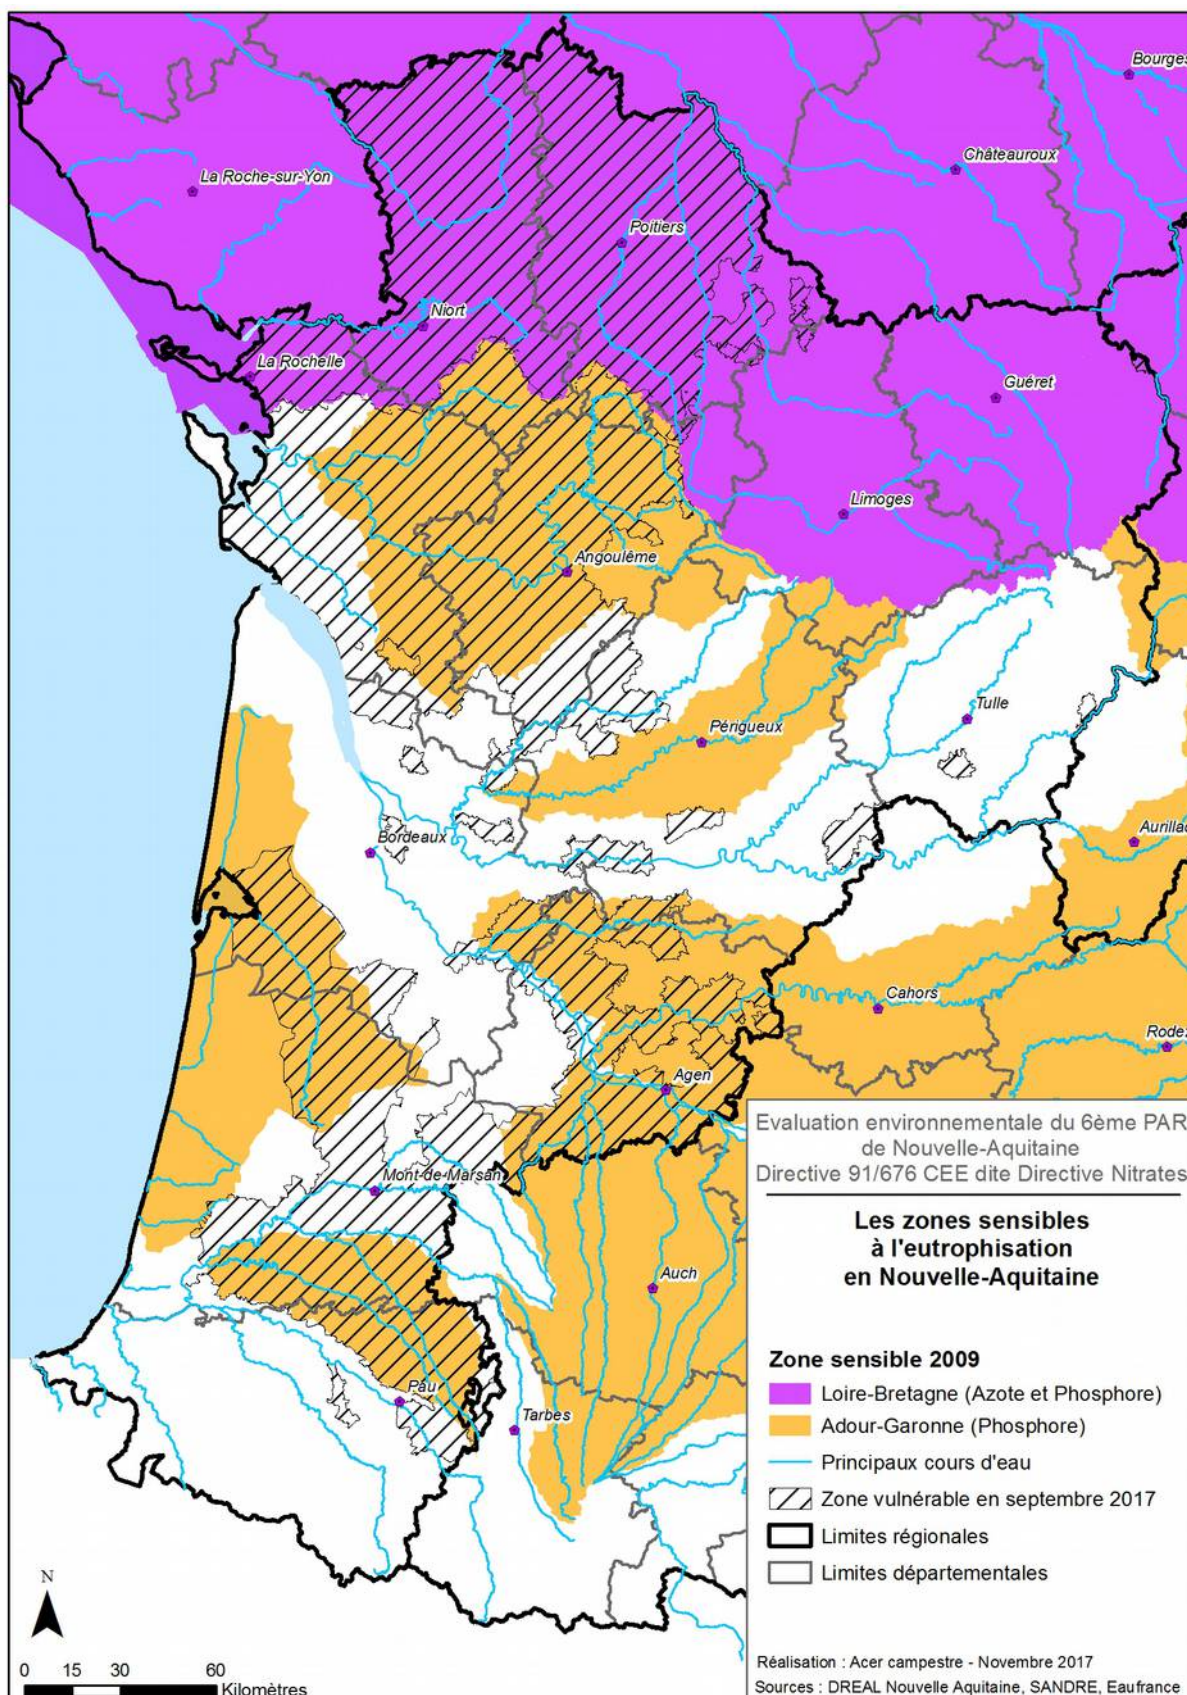 Bourges
Châteauroux
La Roche-sur-Yon
Poitiers
Niort
La Rochelle
Guéret
Limoges
Angoulême
Tulle
Périgueux
Bordeaux
Aurillac
Cahors
Rodez
Agen
Mont-de-Marsan
Auch
Pau
Tarbes
Evaluation environnementale du 6ème PAR
de Nouvelle-Aquitaine
Directive 91/676 CEE dite Directive Nitrates
Les zones sensibles
à l'eutrophisation
en Nouvelle-Aquitaine
Zone sensible 2009
Loire-Bretagne (Azote et Phosphore)
Adour-Garonne (Phosphore)
Principaux cours d'eau
Zone vulnérable en septembre 2017
Limites régionales
Limites départementales
N
0 15 30 60
Kilomètres
Réalisation : Acer campestre - Novembre 2017
Sources : DREAL Nouvelle Aquitaine, SANDRE, Eaufrance